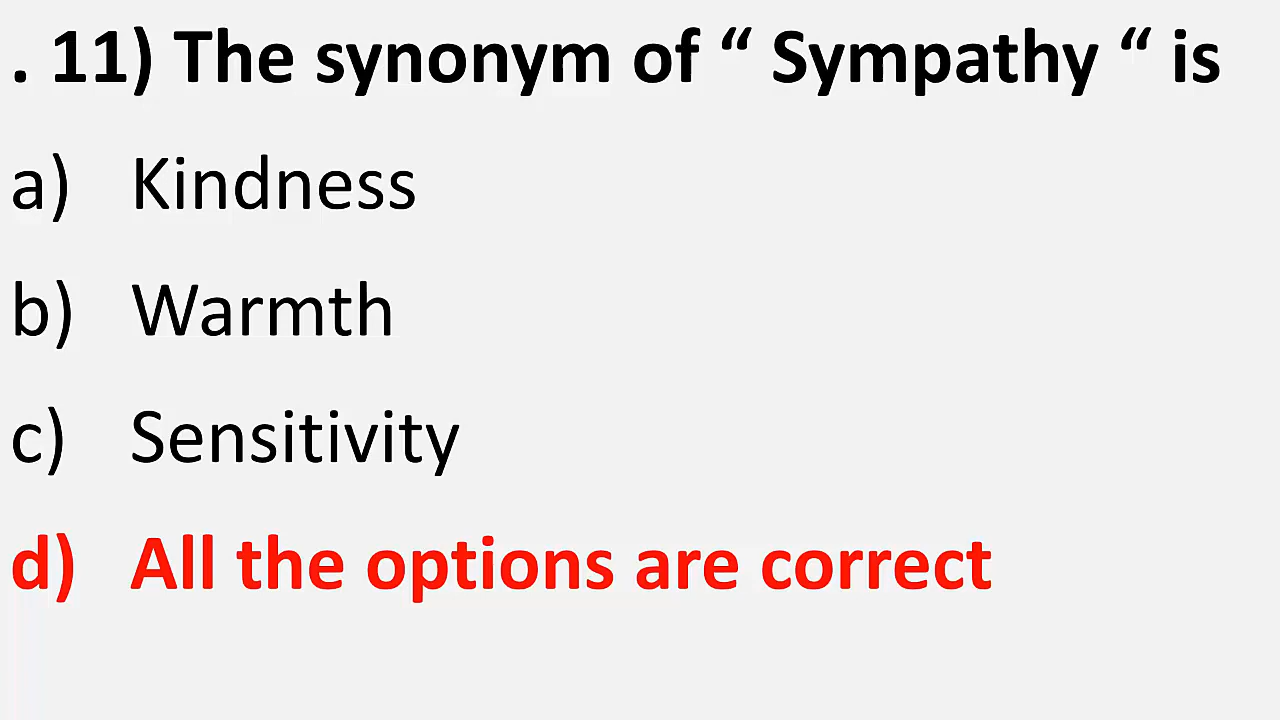 . 11) The synonym of “ Sympathy “ is
a) Kindness
b) Warmth
c) Sensitivity
d) All the options are correct